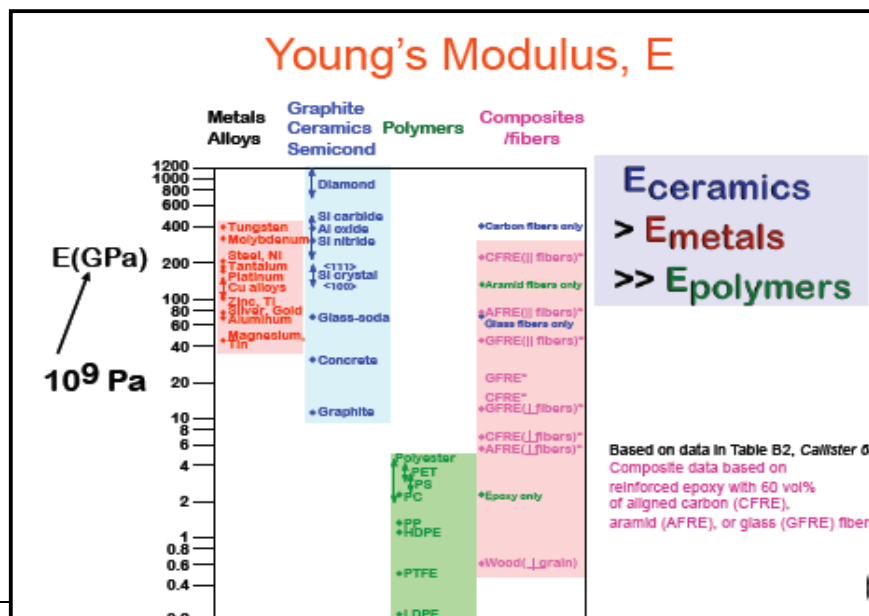 Young's Modulus, E
Metals
Alloys
Graphite
Ceramics
Semicond
Polymers
Composites
/fibers
E(GPa)
10⁹ Pa
1200
1000
800
600
400
200
100
80
60
40
20
10
8
6
4
2
1
0.8
0.6
0.4
Tungsten
Molybdenum
Steel, Ni
Tantalum
Platinum
Cu alloys
Zinc, Ti
Silver, Gold
Aluminum
Magnesium,
Tin
Diamond
Si carbide
Al oxide
Si nitride
<111>
Si crystal
<100>
Glass-soda
Concrete
Graphite
Polyester
PET
PS
PC
PP
HDPE
PTFE
LDPE
Carbon fibers only
CFRE(|| fibers)*
Aramid fibers only
AFRE(|| fibers)*
Glass fibers only
GFRE(|| fibers)*
GFRE*
CFRE*
GFRE(⊥ fibers)*
CFRE(⊥ fibers)*
AFRE(⊥ fibers)*
Epoxy only
Wood(⊥ grain)
Eceramics
> Emetals
>> Epolymers
Based on data in Table B2, Callister 6
Composite data based on
reinforced epoxy with 60 vol%
of aligned carbon (CFRE),
aramid (AFRE), or glass (GFRE) fiber